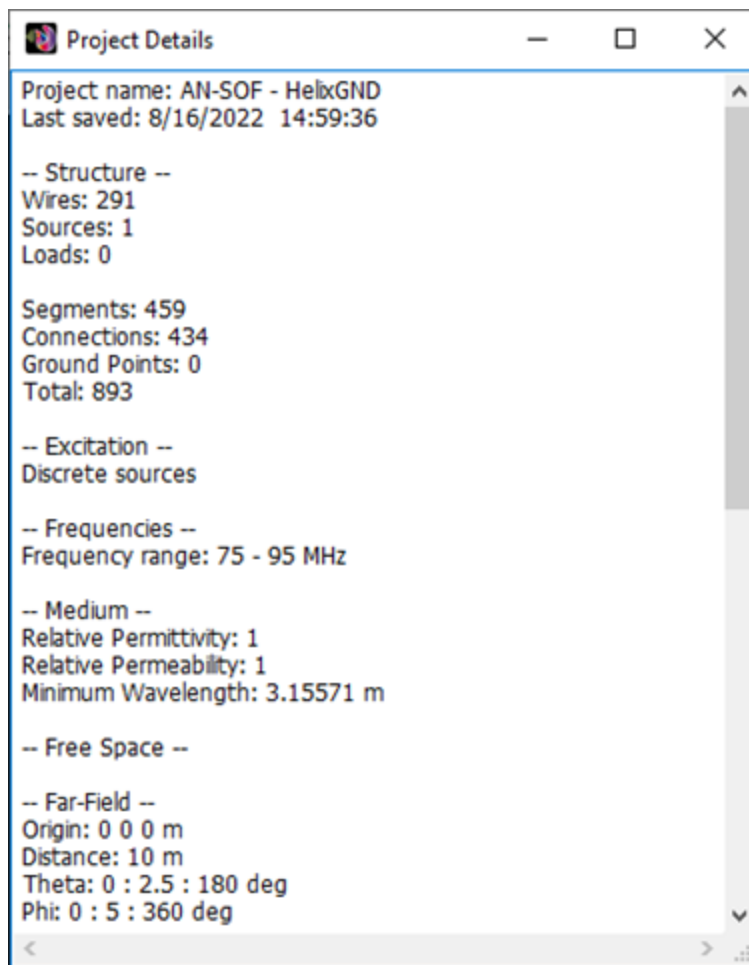 Project Details
Project name: AN-SOF - HelixGND
Last saved: 8/16/2022  14:59:36
-- Structure --
Wires: 291
Sources: 1
Loads: 0
Segments: 459
Connections: 434
Ground Points: 0
Total: 893
-- Excitation --
Discrete sources
-- Frequencies --
Frequency range: 75 - 95 MHz
-- Medium --
Relative Permittivity: 1
Relative Permeability: 1
Minimum Wavelength: 3.15571 m
-- Free Space --
-- Far-Field --
Origin: 0 0 0 m
Distance: 10 m
Theta: 0 : 2.5 : 180 deg
Phi: 0 : 5 : 360 deg